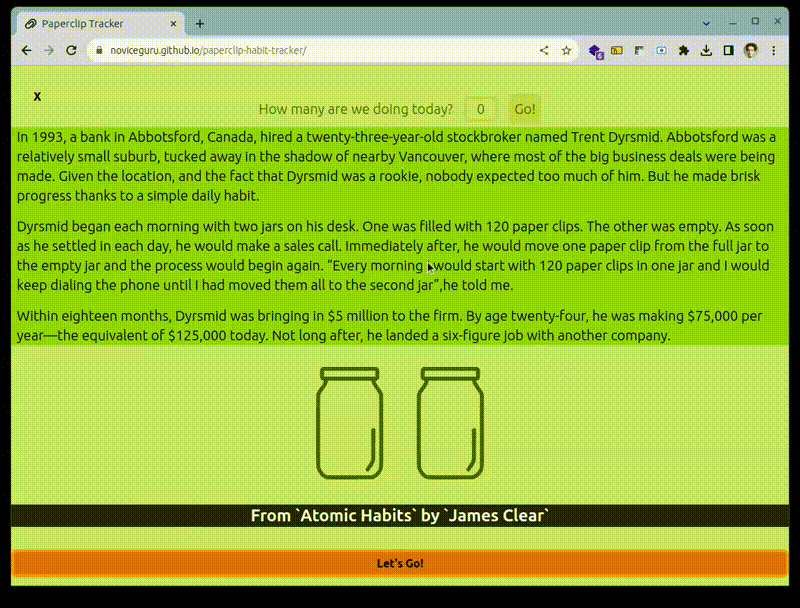 Paperclip Tracker
noviceguru.github.io/paperclip-habit-tracker/
6
X
How many are we doing today? 0 Go!
In 1993, a bank in Abbotsford, Canada, hired a twenty-three-year-old stockbroker named Trent Dyrsmid. Abbotsford was a
relatively small suburb, tucked away in the shadow of nearby Vancouver, where most of the big business deals were being
made. Given the location, and the fact that Dyrsmid was a rookie, nobody expected too much of him. But he made brisk
progress thanks to a simple daily habit.
Dyrsmid began each morning with two jars on his desk. One was filled with 120 paper clips. The other was empty. As soon
as he settled in each day, he would make a sales call. Immediately after, he would move one paper clip from the full jar to
the empty jar and the process would begin again. “Every morning I would start with 120 paper clips in one jar and I would
keep dialing the phone until I had moved them all to the second jar”,he told me.
Within eighteen months, Dyrsmid was bringing in $5 million to the firm. By age twenty-four, he was making $75,000 per
year—the equivalent of $125,000 today. Not long after, he landed a six-figure job with another company.
From `Atomic Habits` by `James Clear`
Let's Go!